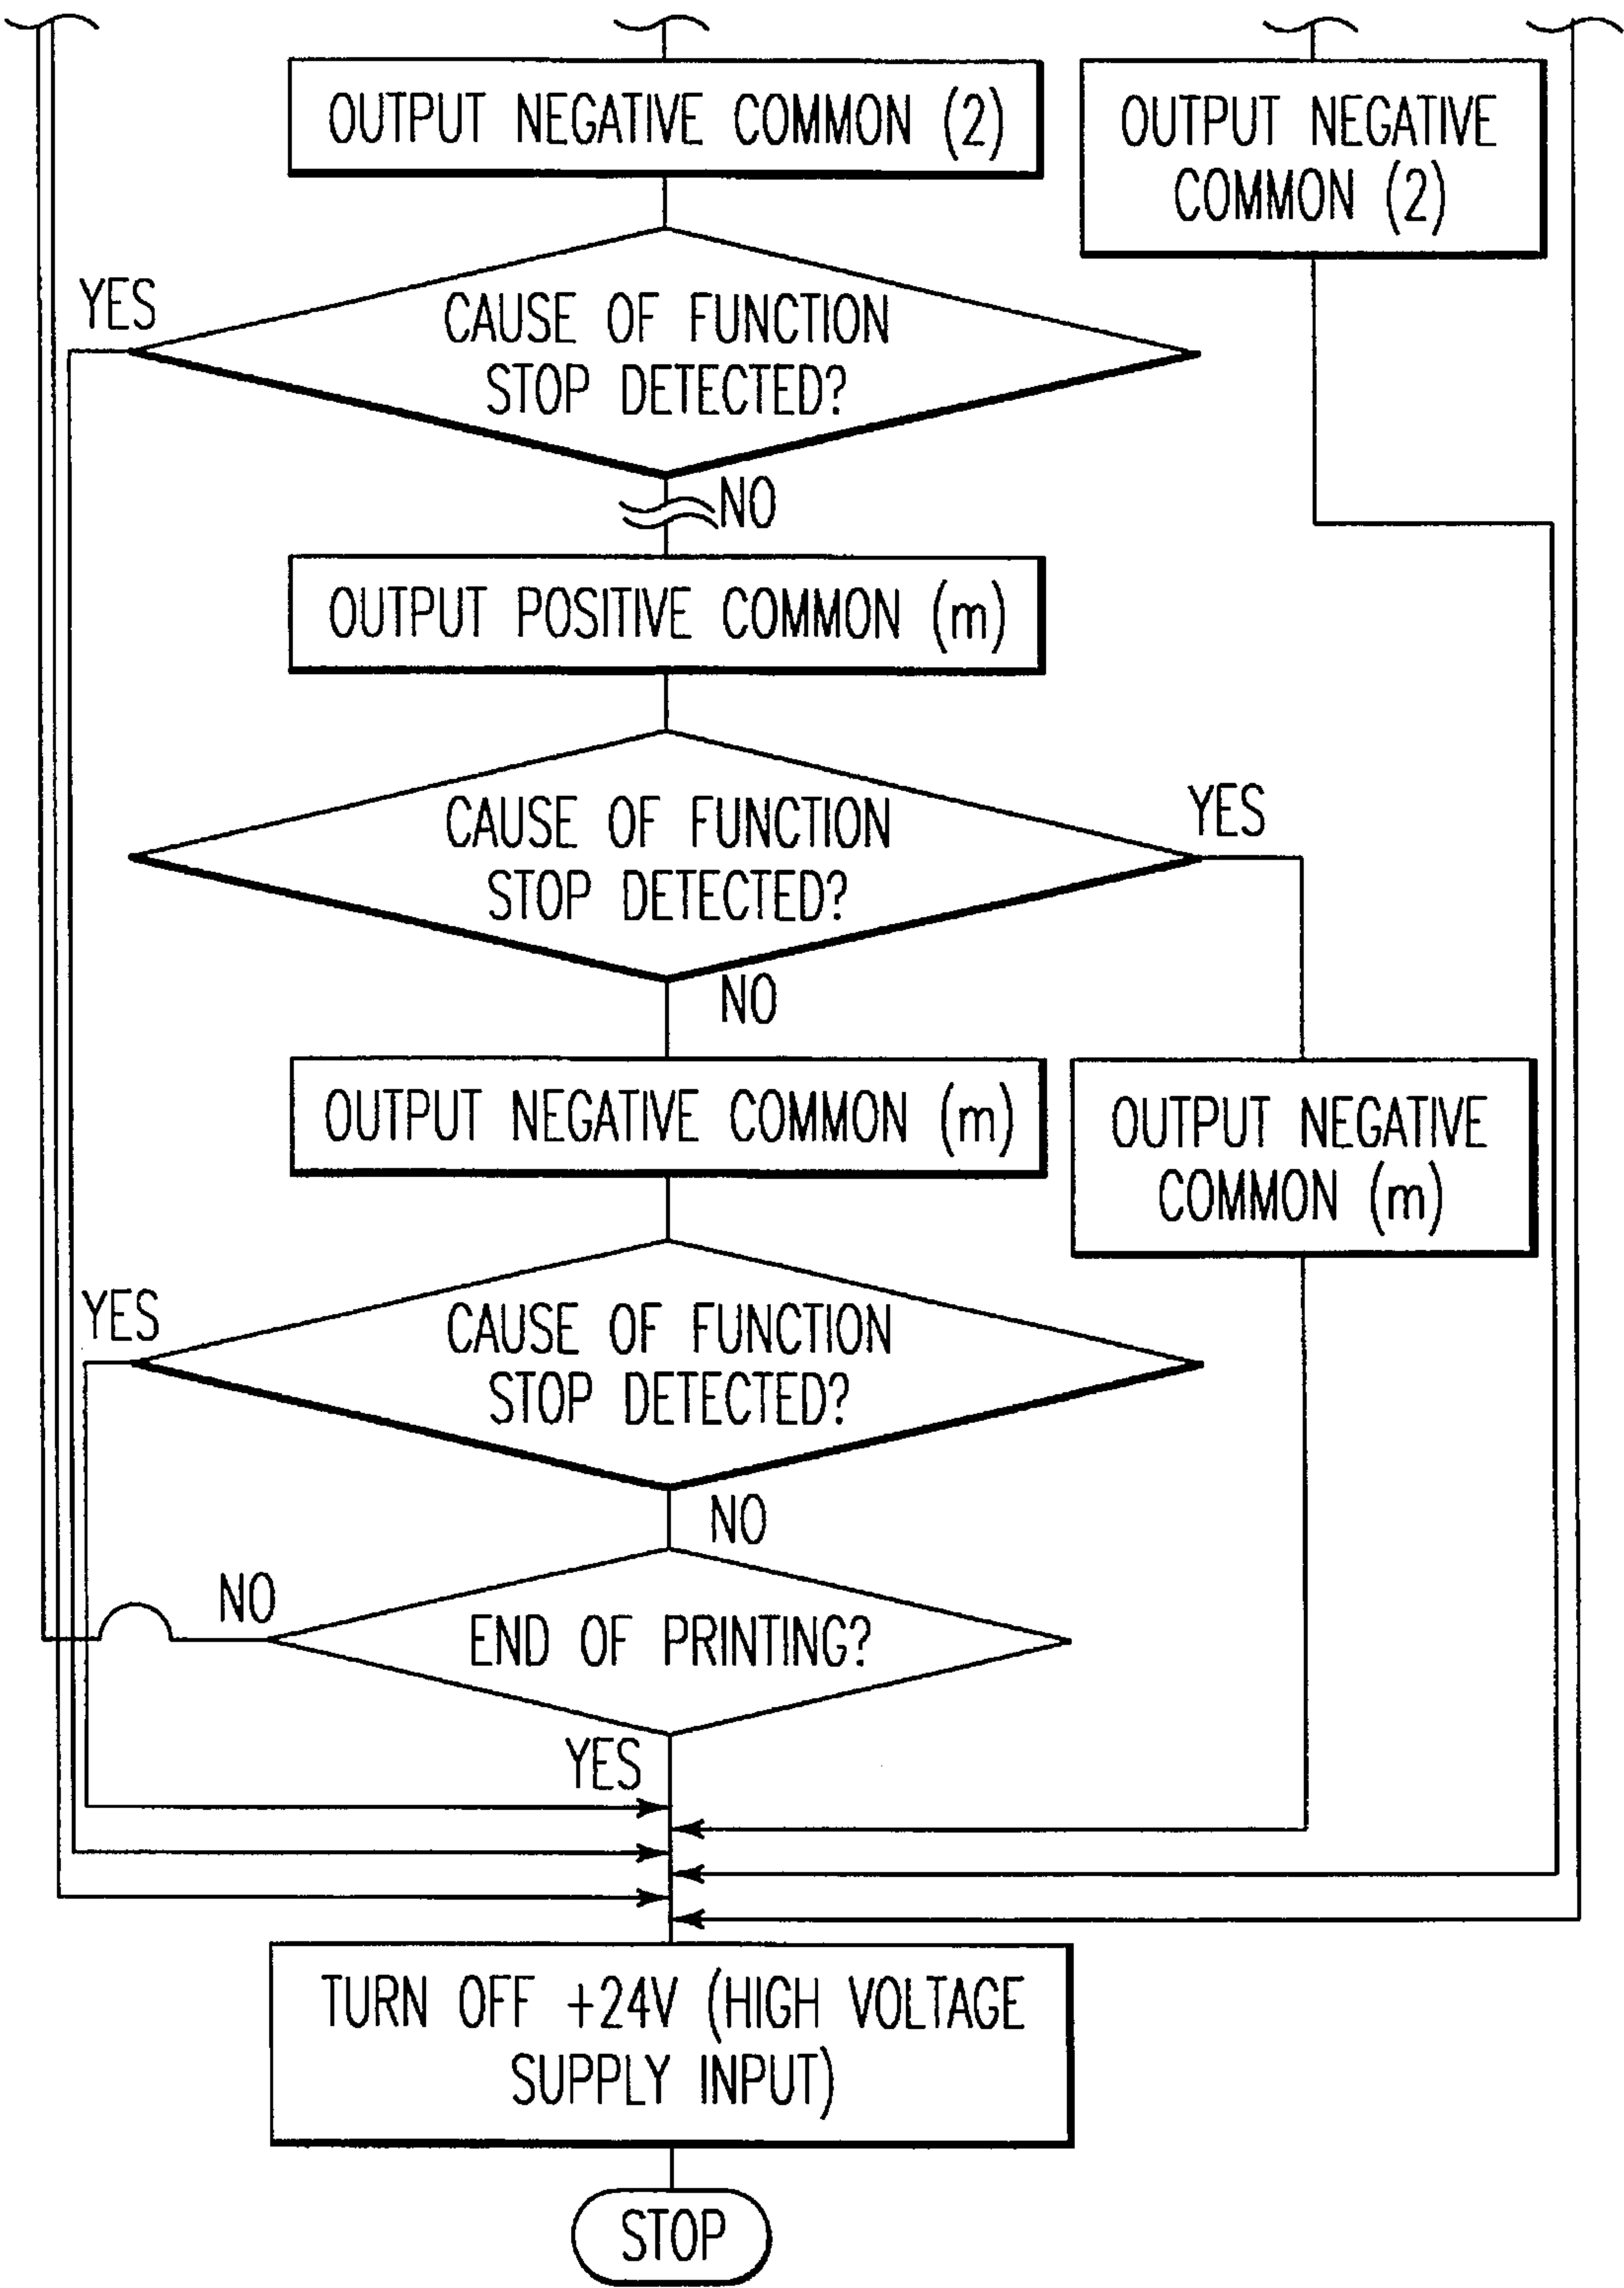 OUTPUT NEGATIVE COMMON (2)
OUTPUT NEGATIVE
COMMON (2)
YES
CAUSE OF FUNCTION
STOP DETECTED?
NO
OUTPUT POSITIVE COMMON (m)
CAUSE OF FUNCTION
STOP DETECTED?
YES
NO
OUTPUT NEGATIVE COMMON (m)
OUTPUT NEGATIVE
COMMON (m)
YES
CAUSE OF FUNCTION
STOP DETECTED?
NO
NO
END OF PRINTING?
YES
TURN OFF +24V (HIGH VOLTAGE
SUPPLY INPUT)
STOP